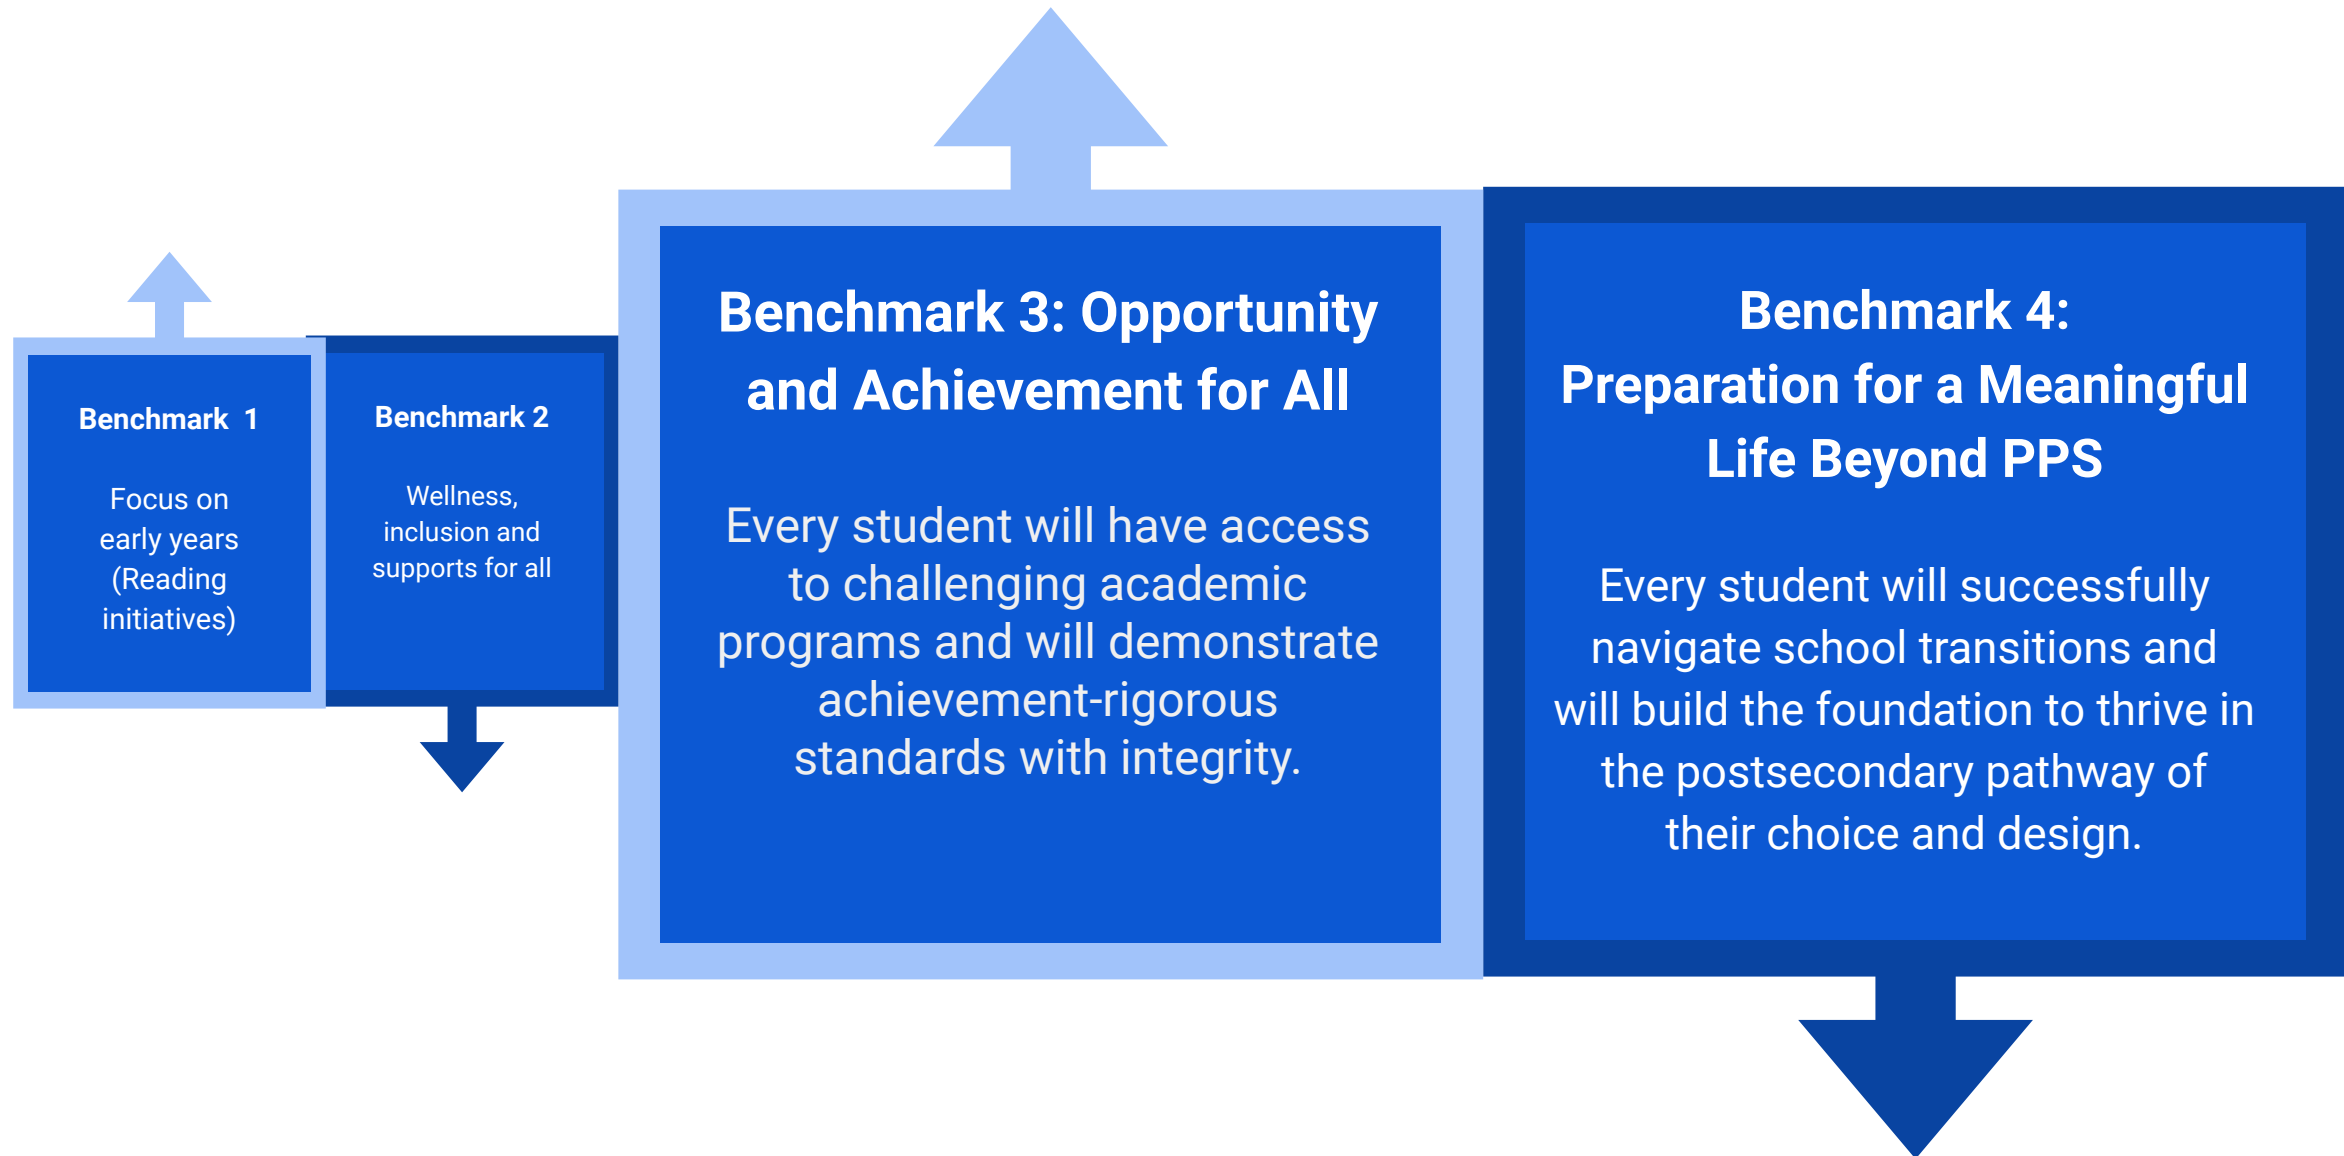 Benchmark 1
Focus on
early years
(Reading
initiatives)
Benchmark 2
Wellness,
inclusion and
supports for all
Benchmark 3: Opportunity
and Achievement for All
Every student will have access
to challenging academic
programs and will demonstrate
achievement-rigorous
standards with integrity.
Benchmark 4:
Preparation for a Meaningful
Life Beyond PPS
Every student will successfully
navigate school transitions and
will build the foundation to thrive in
the postsecondary pathway of
their choice and design.